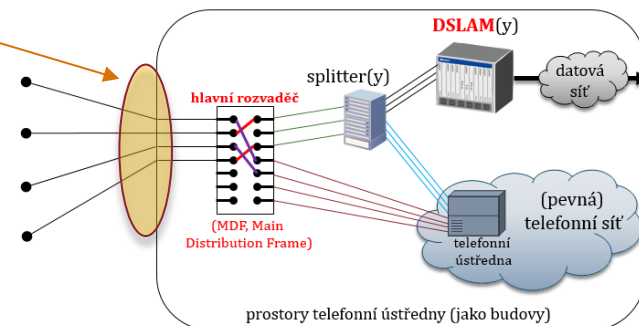 DSLAM(y)
splitter(y)
datová
síť
hlavní rozvaděč
(MDF, Main
Distribution Frame)
(pevná)
telefonní síť
telefonní
ústředna
prostory telefonní ústředny (jako budovy)